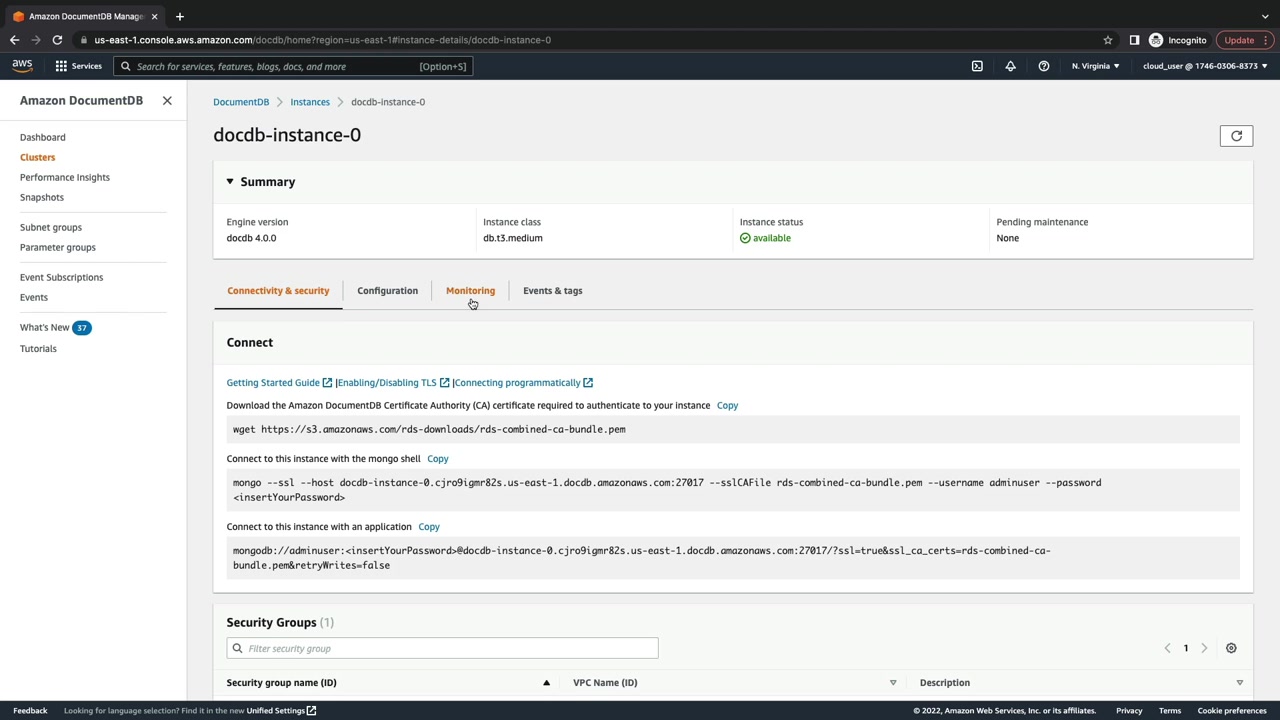 Amazon DocumentDB Manage
us-east-1.console.aws.amazon.com/docdb/home?region=us-east-1#instance-details/docdb-instance-0
Incognito
Update
aws
Services
Search for services, features, blogs, docs, and more
[Option+S]
N. Virginia
cloud_user @ 1746-0306-8373
Amazon DocumentDB
Dashboard
Clusters
Performance Insights
Snapshots
Subnet groups
Parameter groups
Event Subscriptions
Events
What's New 37
Tutorials
DocumentDB > Instances > docdb-instance-0
docdb-instance-0
Summary
Engine version
docdb 4.0.0
Instance class
db.t3.medium
Instance status
available
Pending maintenance
None
Connectivity & security
Configuration
Monitoring
Events & tags
Connect
Getting Started Guide |Enabling/Disabling TLS |Connecting programmatically
Download the Amazon DocumentDB Certificate Authority (CA) certificate required to authenticate to your instance Copy
wget https://s3.amazonaws.com/rds-downloads/rds-combined-ca-bundle.pem
Connect to this instance with the mongo shell Copy
mongo --ssl --host docdb-instance-0.cjro9igmr82s.us-east-1.docdb.amazonaws.com:27017 --sslCAFile rds-combined-ca-bundle.pem --username adminuser --password
<insertYourPassword>
Connect to this instance with an application Copy
mongodb://adminuser:<insertYourPassword>@docdb-instance-0.cjro9igmr82s.us-east-1.docdb.amazonaws.com:27017/?ssl=true&ssl_ca_certs=rds-combined-ca-
bundle.pem&retryWrites=false
Security Groups (1)
Filter security group
1
Security group name (ID)
VPC Name (ID)
Description
Feedback
Looking for language selection? Find it in the new Unified Settings
© 2022, Amazon Web Services, Inc. or its affiliates.
Privacy
Terms
Cookie preferences